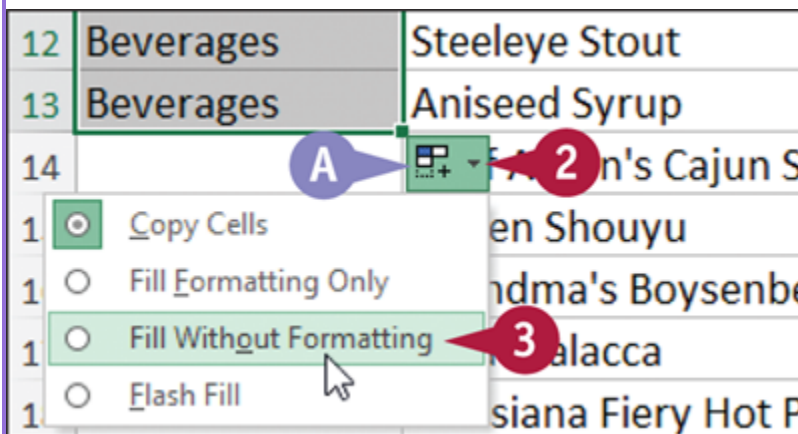 12 Beverages Steeleye Stout
13 Beverages Aniseed Syrup
14 A 2 n's Cajun S
Copy Cells en Shouyu
Fill Formatting Only ndma's Boysenbe
Fill Without Formatting 3 alacca
Flash Fill siana Fiery Hot P